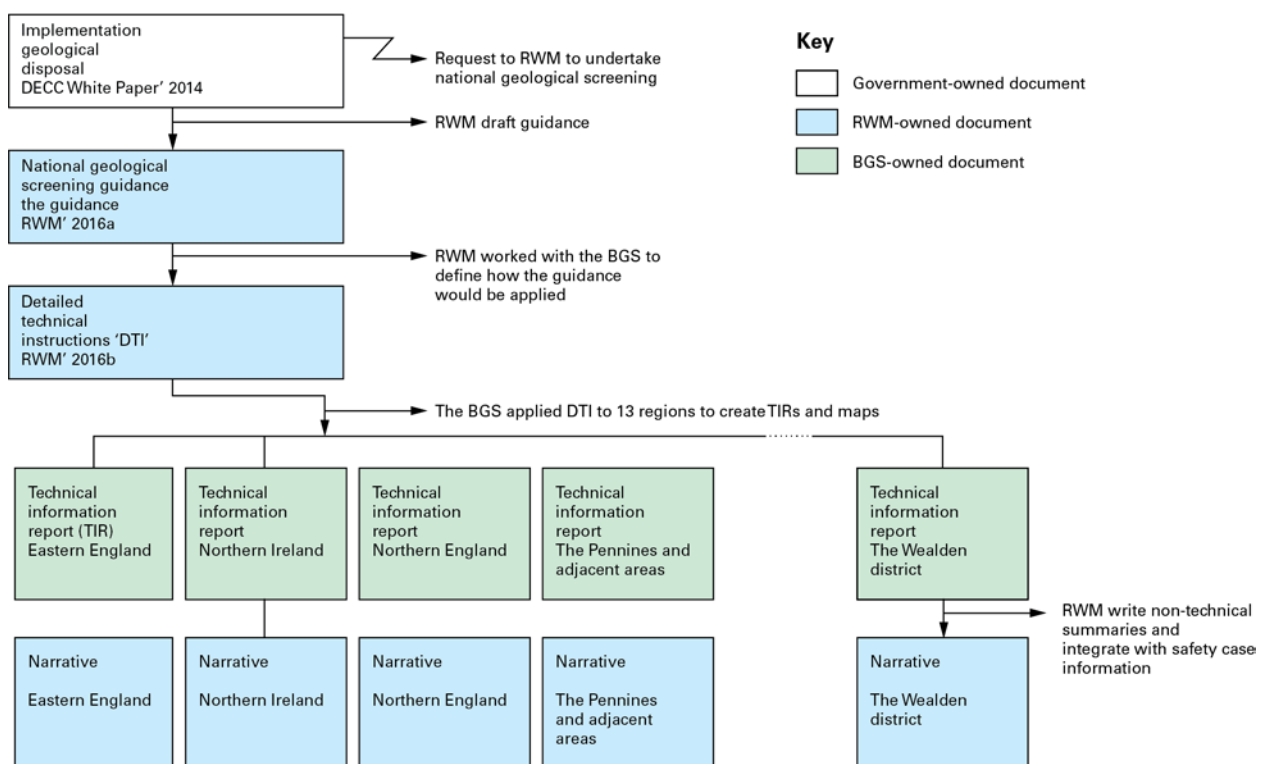 Implementation
geological
disposal
DECC White Paper’ 2014
Request to RWM to undertake
national geological screening
RWM draft guidance
National geological
screening guidance
the guidance
RWM’ 2016a
RWM worked with the BGS to
define how the guidance
would be applied
Detailed
technical
instructions ‘DTI’
RWM’ 2016b
The BGS applied DTI to 13 regions to create TIRs and maps
Key
Government-owned document
RWM-owned document
BGS-owned document
Technical
information
report (TIR)
Eastern England
Technical
information
report
Northern Ireland
Technical
information
report
Northern England
Technical
information
report
The Pennines and
adjacent areas
Technical
information
report
The Wealden
district
RWM write non-technical
summaries and
integrate with safety case
information
Narrative
Eastern England
Narrative
Northern Ireland
Narrative
Northern England
Narrative
The Pennines
and adjacent
areas
Narrative
The Wealden
district